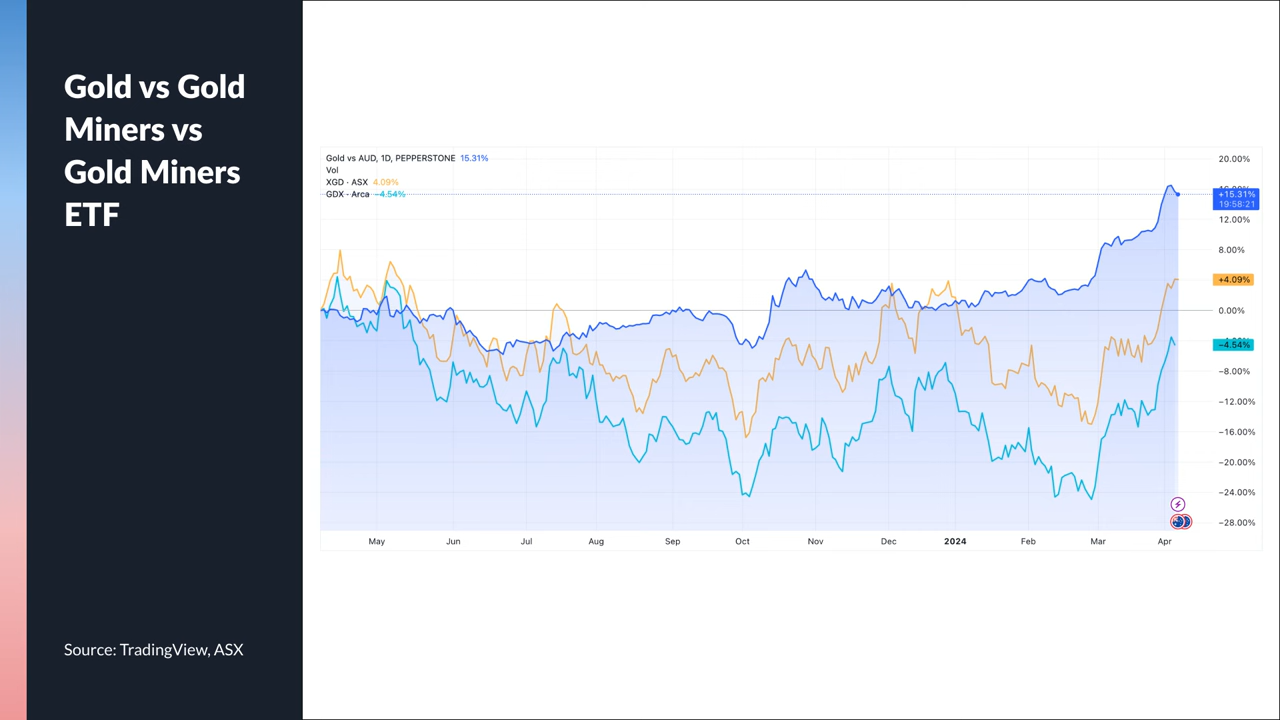 Gold vs Gold
Miners vs
Gold Miners
ETF
Source: TradingView, ASX
Gold vs AUD, 1D, PEPPERSTONE 15.31%
Vol
XGD · ASX 4.09%
GDX · Arca −4.54%
20.00%
+15.31%
19:58:21
12.00%
8.00%
+4.09%
0.00%
−4.54%
−8.00%
−12.00%
−16.00%
−20.00%
−24.00%
−28.00%
May Jun Jul Aug Sep Oct Nov Dec 2024 Feb Mar Apr